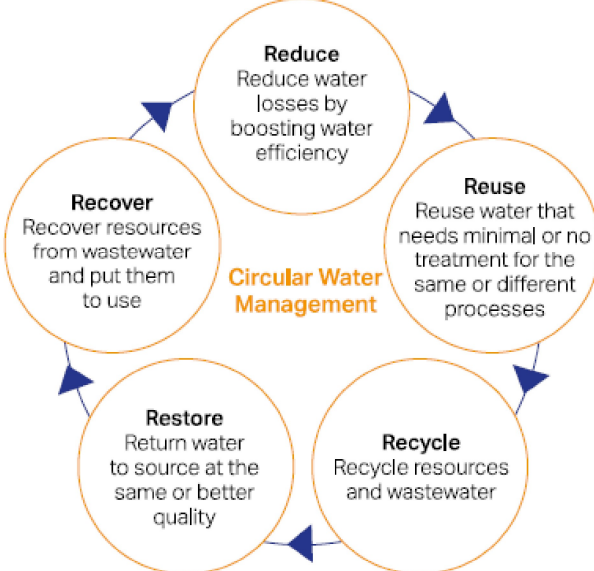 Reduce
Reduce water
losses by
boosting water
efficiency
Reuse
Reuse water that
needs minimal or no
treatment for the
same or different
processes
Recycle
Recycle resources
and wastewater
Restore
Return water
to source at the
same or better
quality
Recover
Recover resources
from wastewater
and put them
to use
Circular Water
Management